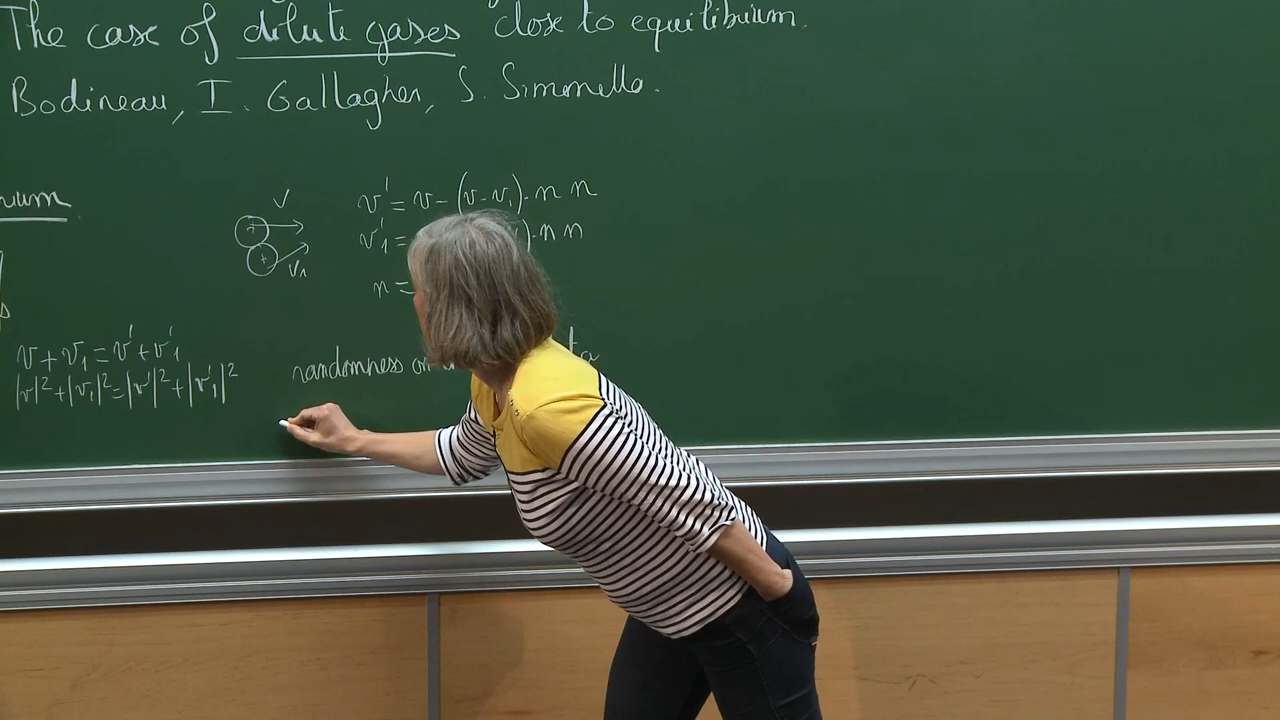 The case of dilute gases close to equilibrium.
Bodineau, I. Gallagher, S. Simonella.
v' = v - (v-v₁)·n n
v'₁ = )·n n
n =
v
v₁
v+v₁=v'+v'₁
|v|²+|v₁|²=|v'|²+|v'₁|²
randomness